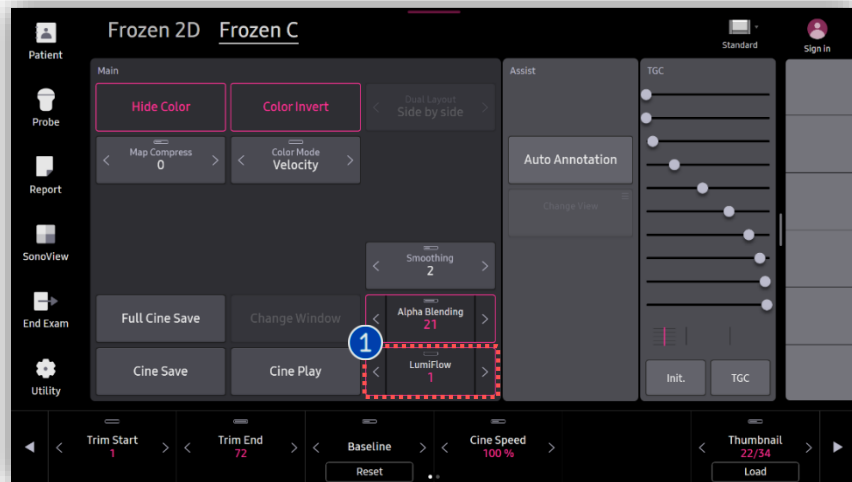 Patient
Frozen 2D
Frozen C
Standard
Sign in
Probe
Report
SonoView
End Exam
Utility
Main
Hide Color
Color Invert
Dual Layout
Side by side
Map Compress
0
Color Mode
Velocity
Smoothing
2
Full Cine Save
Change Window
Alpha Blending
21
1
Cine Save
Cine Play
LumiFlow
1
Assist
Auto Annotation
Change View
TGC
Init.
TGC
Trim Start
1
Trim End
72
Baseline
Reset
Cine Speed
100 %
Thumbnail
22/34
Load